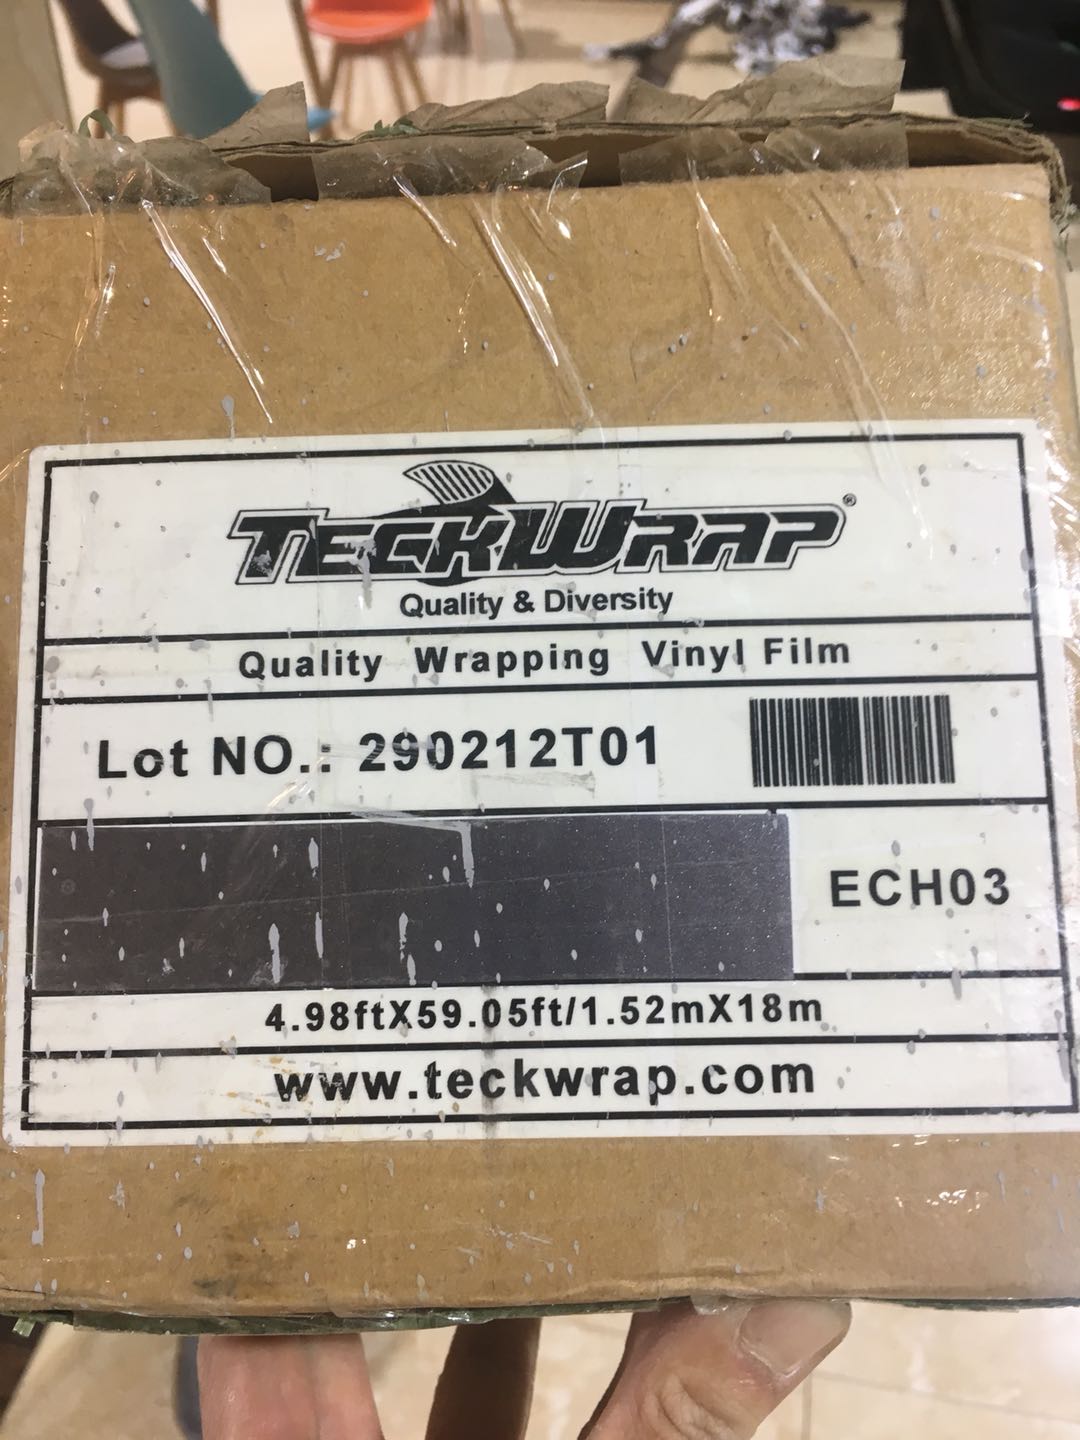 TECKWRAP®
Quality & Diversity
Quality Wrapping Vinyl Film
Lot NO.: 290212T01
ECH03
4.98ftX59.05ft/1.52mX18m
www.teckwrap.com